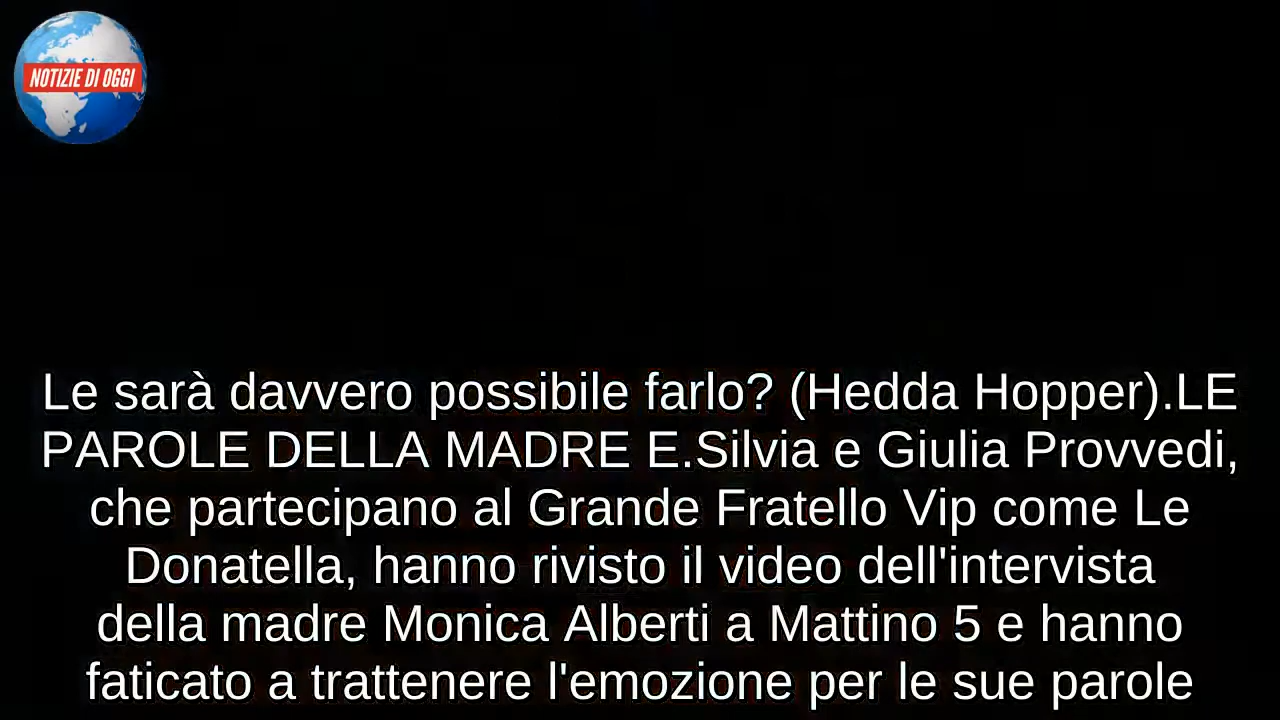 NOTIZIE DI OGGI
Le sarà davvero possibile farlo? (Hedda Hopper).LE
PAROLE DELLA MADRE E.Silvia e Giulia Provvedi,
che partecipano al Grande Fratello Vip come Le
Donatella, hanno rivisto il video dell'intervista
della madre Monica Alberti a Mattino 5 e hanno
faticato a trattenere l'emozione per le sue parole